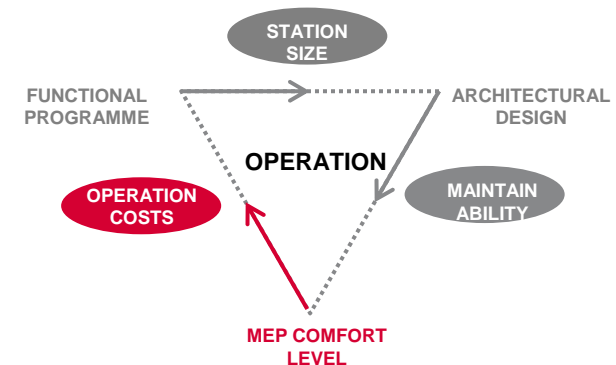 STATION
SIZE
FUNCTIONAL
PROGRAMME
ARCHITECTURAL
DESIGN
OPERATION
OPERATION
COSTS
MAINTAIN
ABILITY
MEP COMFORT
LEVEL